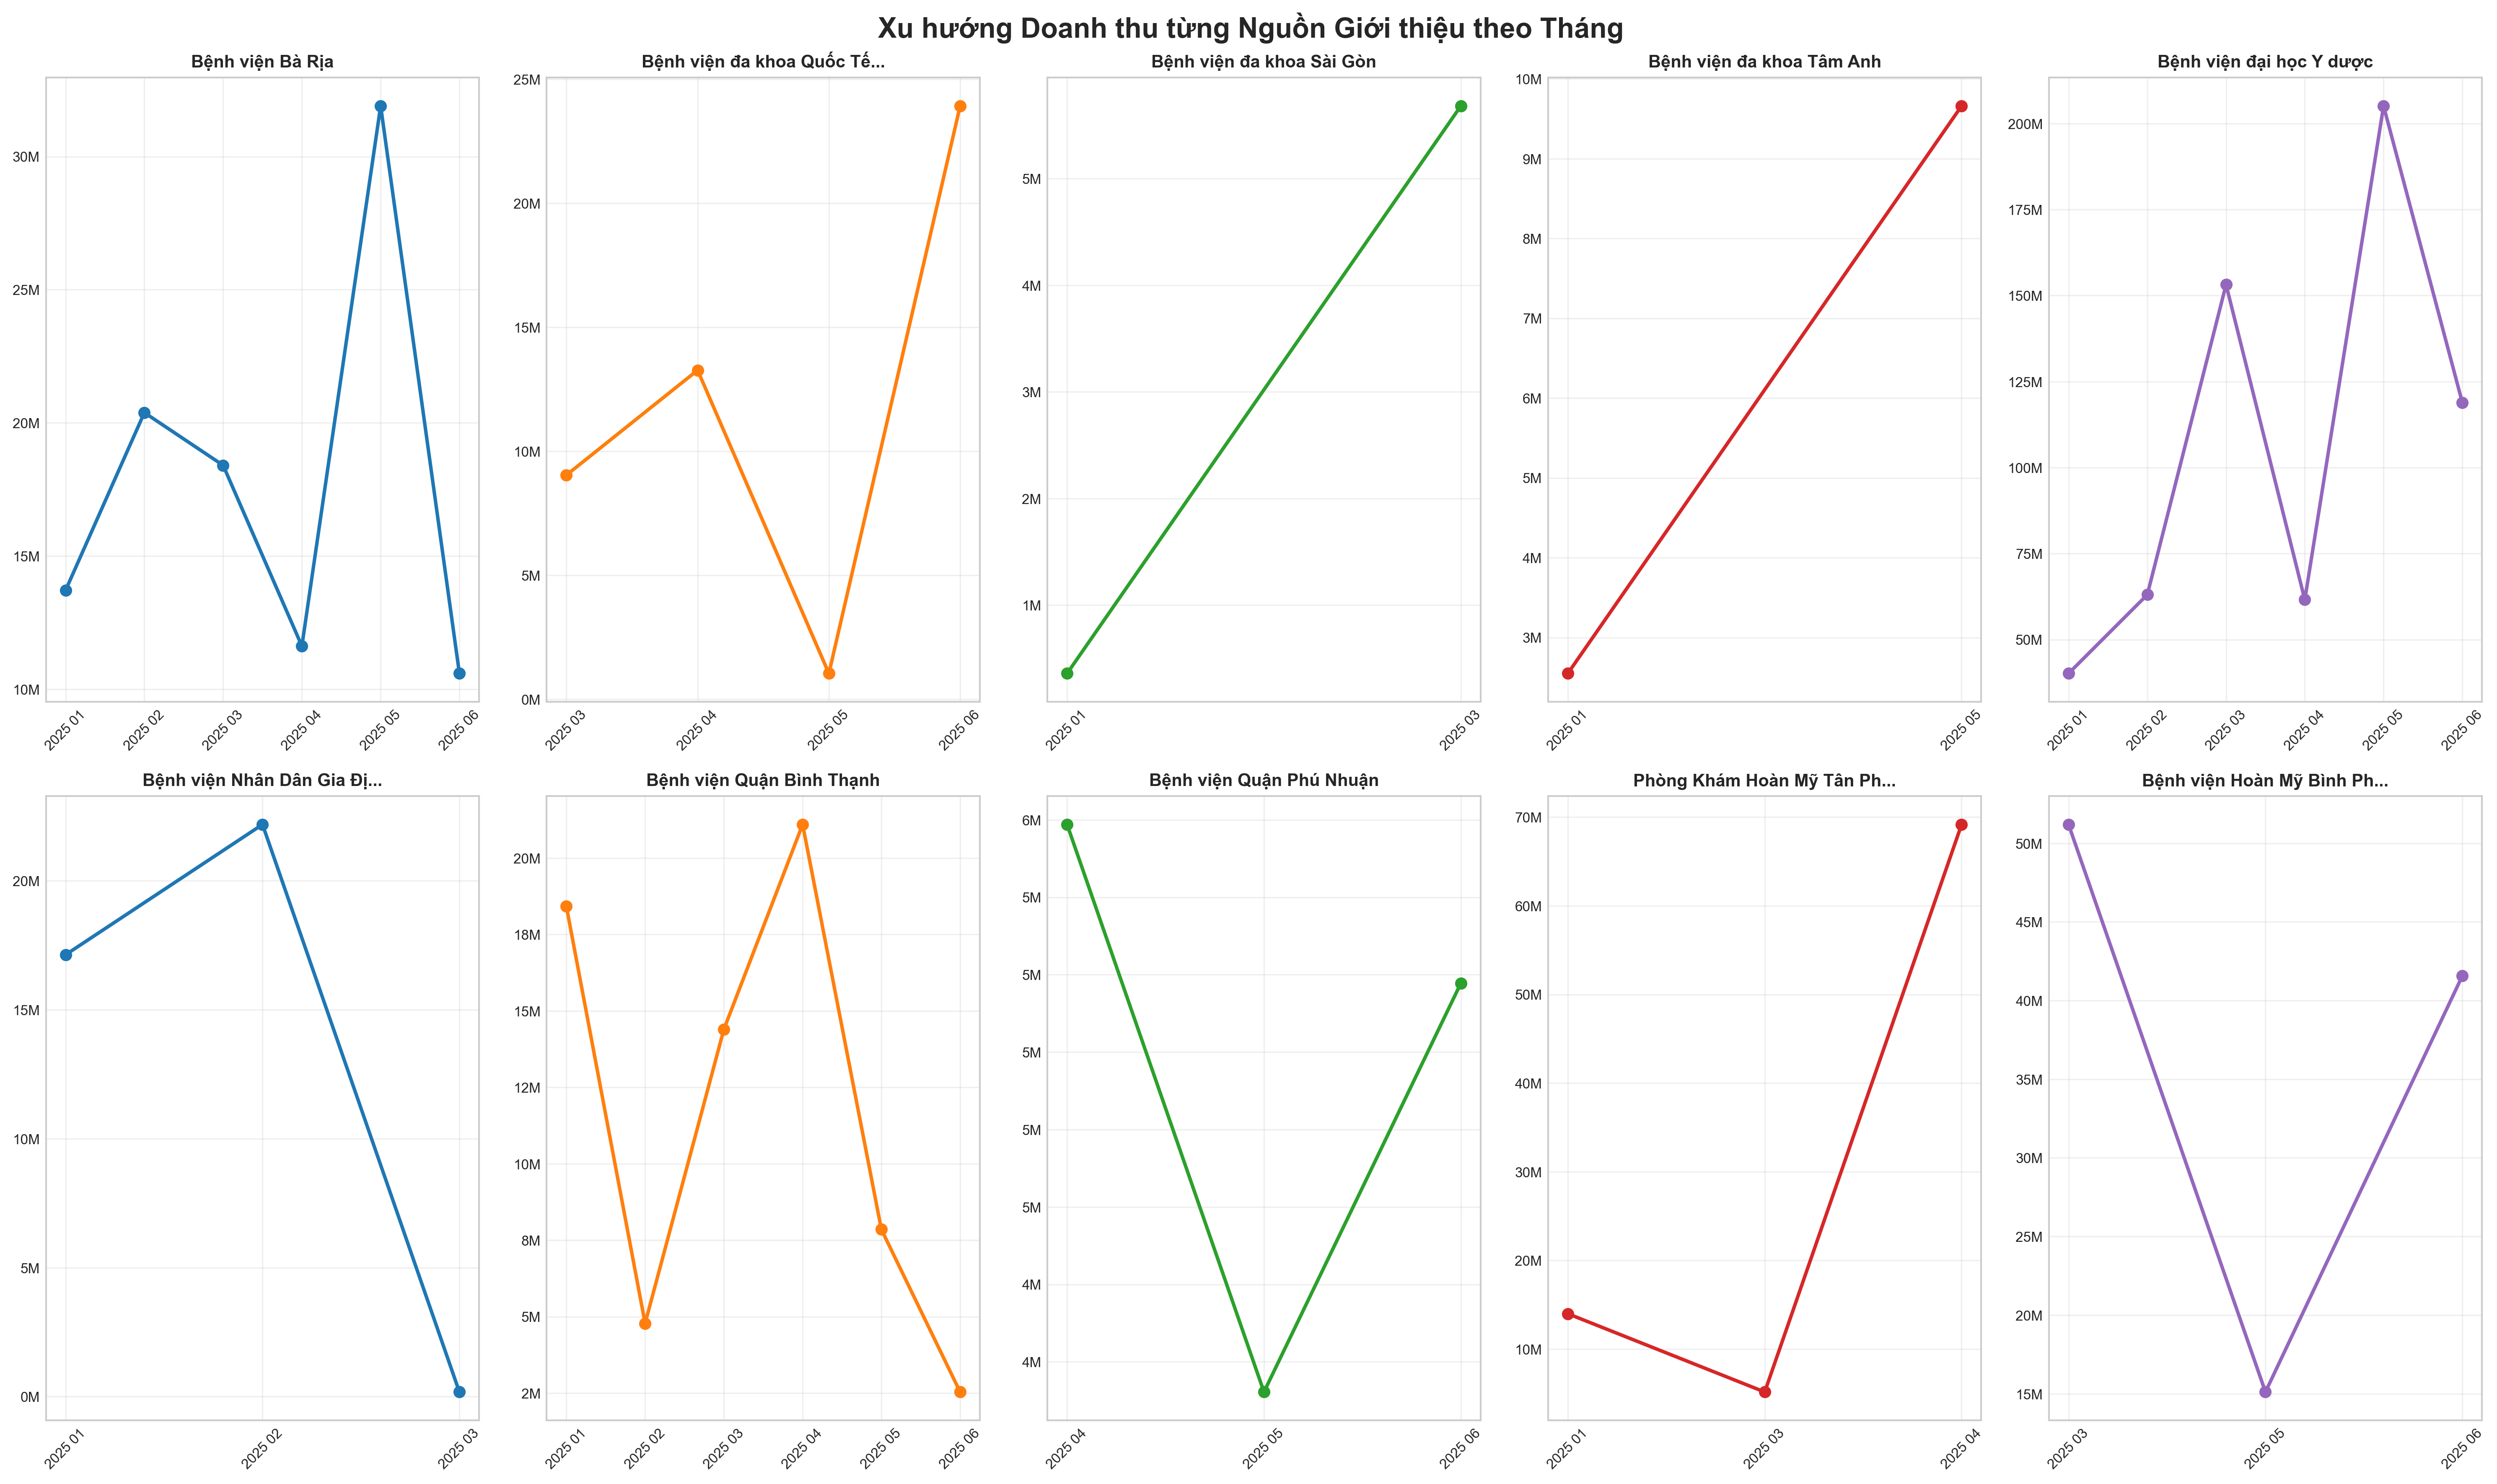 Xu hướng Doanh thu từng Nguồn Giới thiệu theo Tháng
Bệnh viện Bà Rịa
30M
25M
20M
15M
10M
2025 01
2025 02
2025 03
2025 04
2025 05
2025 06
Bệnh viện đa khoa Quốc Tế...
25M
20M
15M
10M
5M
0M
2025 03
2025 04
2025 05
2025 06
Bệnh viện đa khoa Sài Gòn
5M
4M
3M
2M
1M
2025 01
2025 03
Bệnh viện đa khoa Tâm Anh
10M
9M
8M
7M
6M
5M
4M
3M
2025 01
2025 05
Bệnh viện đại học Y dược
200M
175M
150M
125M
100M
75M
50M
2025 01
2025 02
2025 03
2025 04
2025 05
2025 06
Bệnh viện Nhân Dân Gia Đị...
20M
15M
10M
5M
0M
2025 01
2025 02
2025 03
Bệnh viện Quận Bình Thạnh
20M
18M
15M
12M
10M
8M
5M
2M
2025 01
2025 02
2025 03
2025 04
2025 05
2025 06
Bệnh viện Quận Phú Nhuận
6M
5M
5M
5M
5M
5M
4M
4M
2025 04
2025 05
2025 06
Phòng Khám Hoàn Mỹ Tân Ph...
70M
60M
50M
40M
30M
20M
10M
2025 01
2025 03
2025 04
Bệnh viện Hoàn Mỹ Bình Ph...
50M
45M
40M
35M
30M
25M
20M
15M
2025 03
2025 05
2025 06